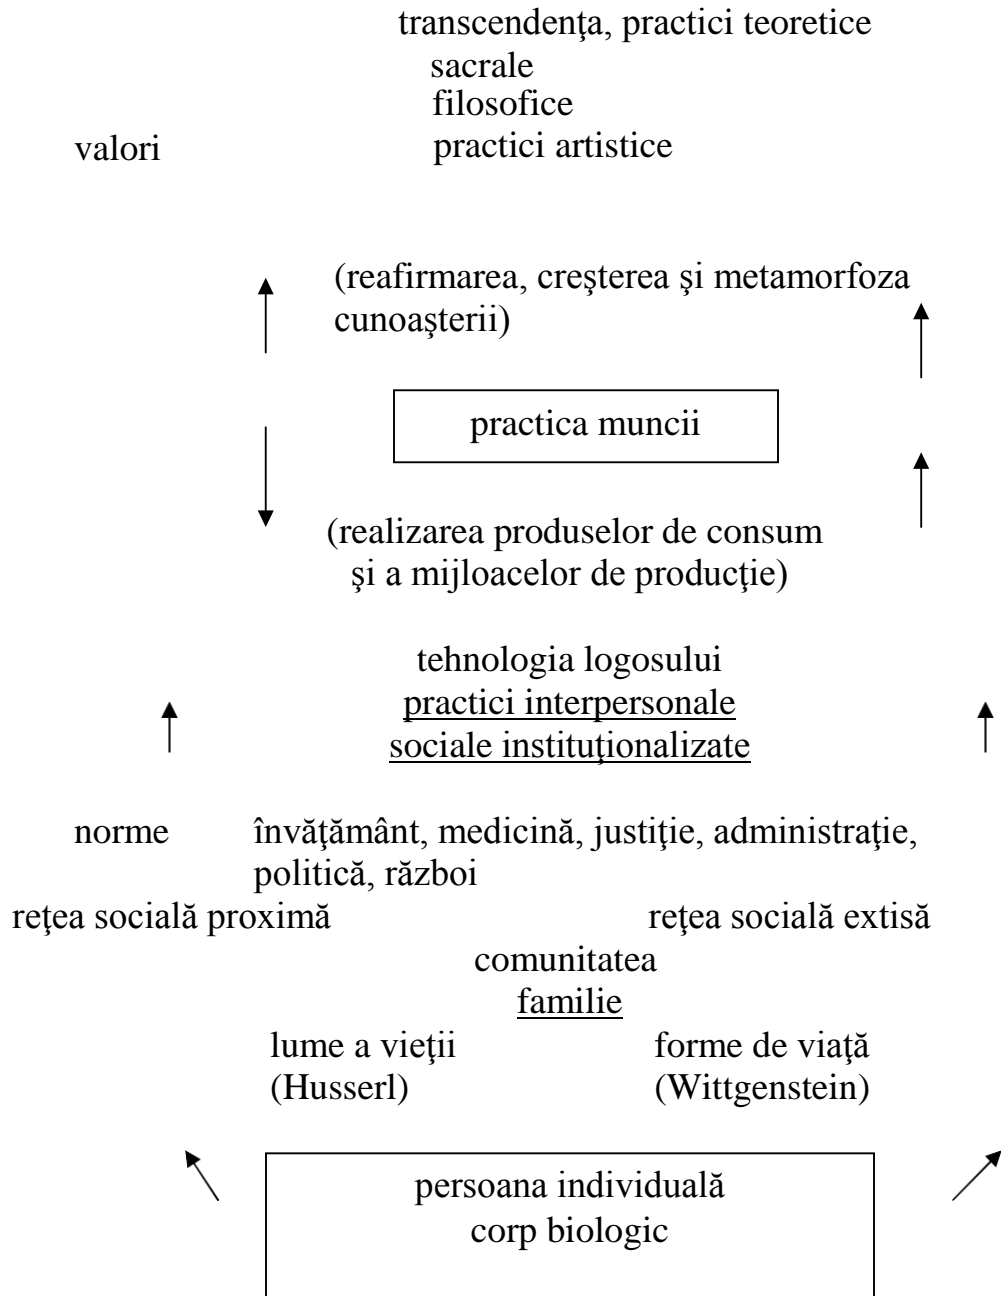 transcendenţa, practici teoretice
sacrale
filosofice
valori practici artistice
(reafirmarea, creşterea şi metamorfoza
cunoaşterii)
practica muncii
(realizarea produselor de consum
şi a mijloacelor de producţie)
tehnologia logosului
practici interpersonale
sociale instituţionalizate
norme învăţământ, medicină, justiţie, administraţie,
politică, război
reţea socială proximă reţea socială extisă
comunitatea
familie
lume a vieţii forme de viaţă
(Husserl) (Wittgenstein)
persoana individuală
corp biologic